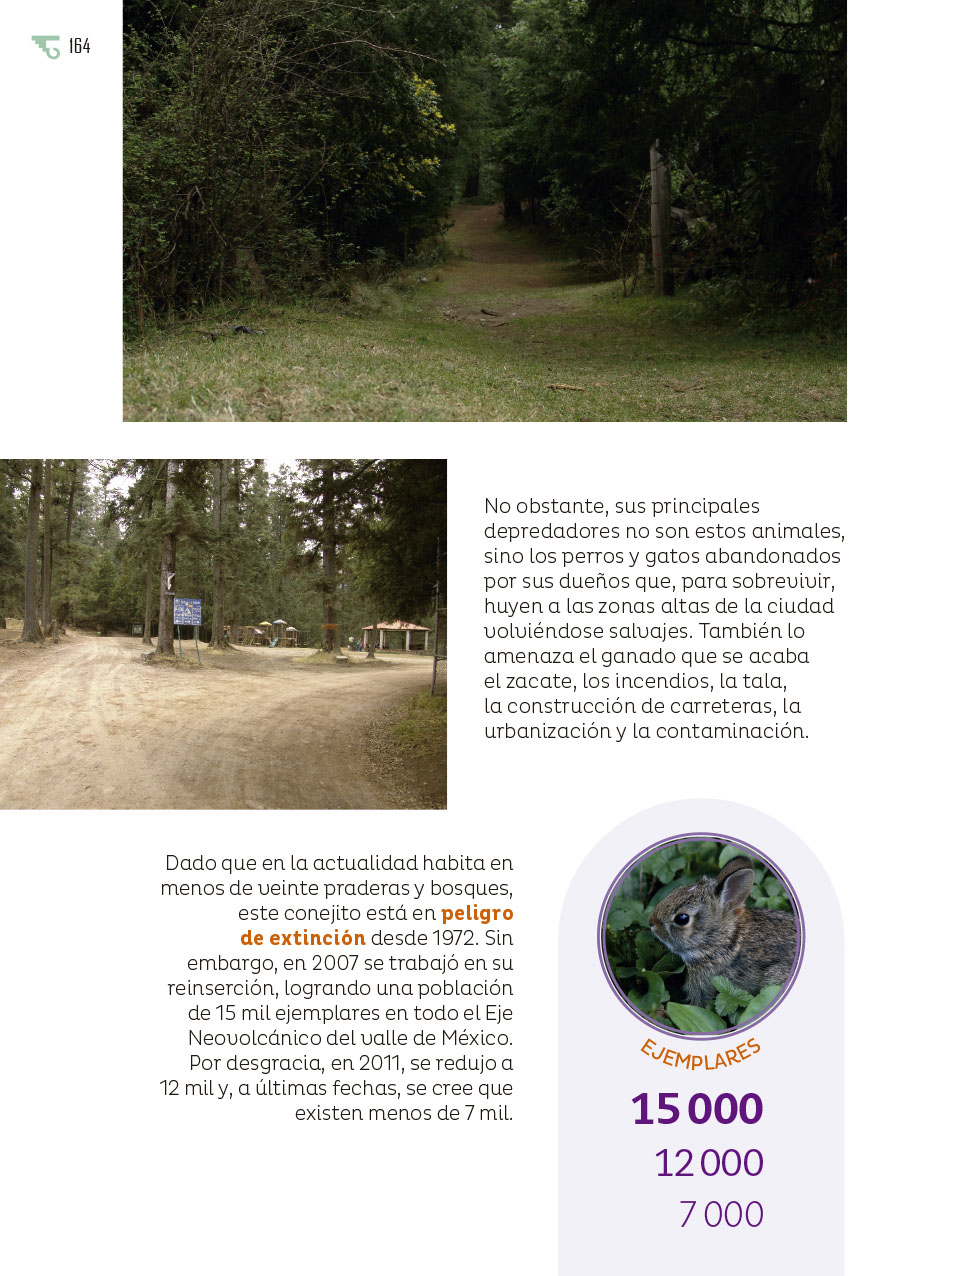 164
No obstante, sus principales
depredadores no son estos animales,
sino los perros y gatos abandonados
por sus dueños que, para sobrevivir,
huyen a las zonas altas de la ciudad
volviéndose salvajes. También lo
amenaza el ganado que se acaba
el zacate, los incendios, la tala,
la construcción de carreteras, la
urbanización y la contaminación.
Dado que en la actualidad habita en
menos de veinte praderas y bosques,
este conejito está en peligro
de extinción desde 1972. Sin
embargo, en 2007 se trabajó en su
reinserción, logrando una población
de 15 mil ejemplares en todo el Eje
Neovolcánico del valle de México.
Por desgracia, en 2011, se redujo a
12 mil y, a últimas fechas, se cree que
existen menos de 7 mil.
EJEMPLARES
15 000
12 000
7 000